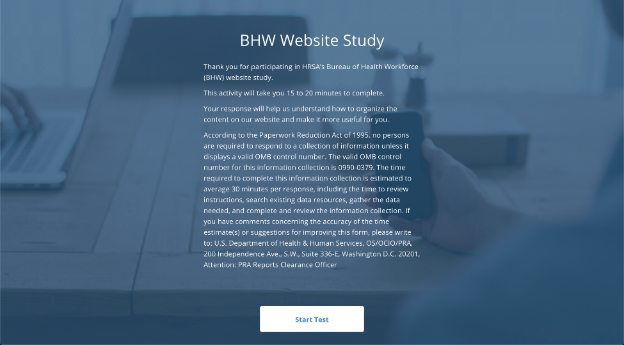 BHW Website Study
Thank you for participating in HRSA's Bureau of Health Workforce
(BHW) website study.
This activity will take you 15 to 20 minutes to complete.
Your response will help us understand how to organize the
content on our website and make it more useful for you.
According to the Paperwork Reduction Act of 1995, no persons
are required to respond to a collection of information unless it
displays a valid OMB control number. The valid OMB control
number for this information collection is 0990-0379. The time
required to complete this information collection is estimated to
average 30 minutes per response, including the time to review
instructions, search existing data resources, gather the data
needed, and complete and review the information collection. If
you have comments concerning the accuracy of the time
estimate(s) or suggestions for improving this form, please write
to: U.S. Department of Health & Human Services, OS/OCIO/PRA,
200 Independence Ave., S.W., Suite 336-E, Washington D.C. 20201,
Attention: PRA Reports Clearance Officer
Start Test